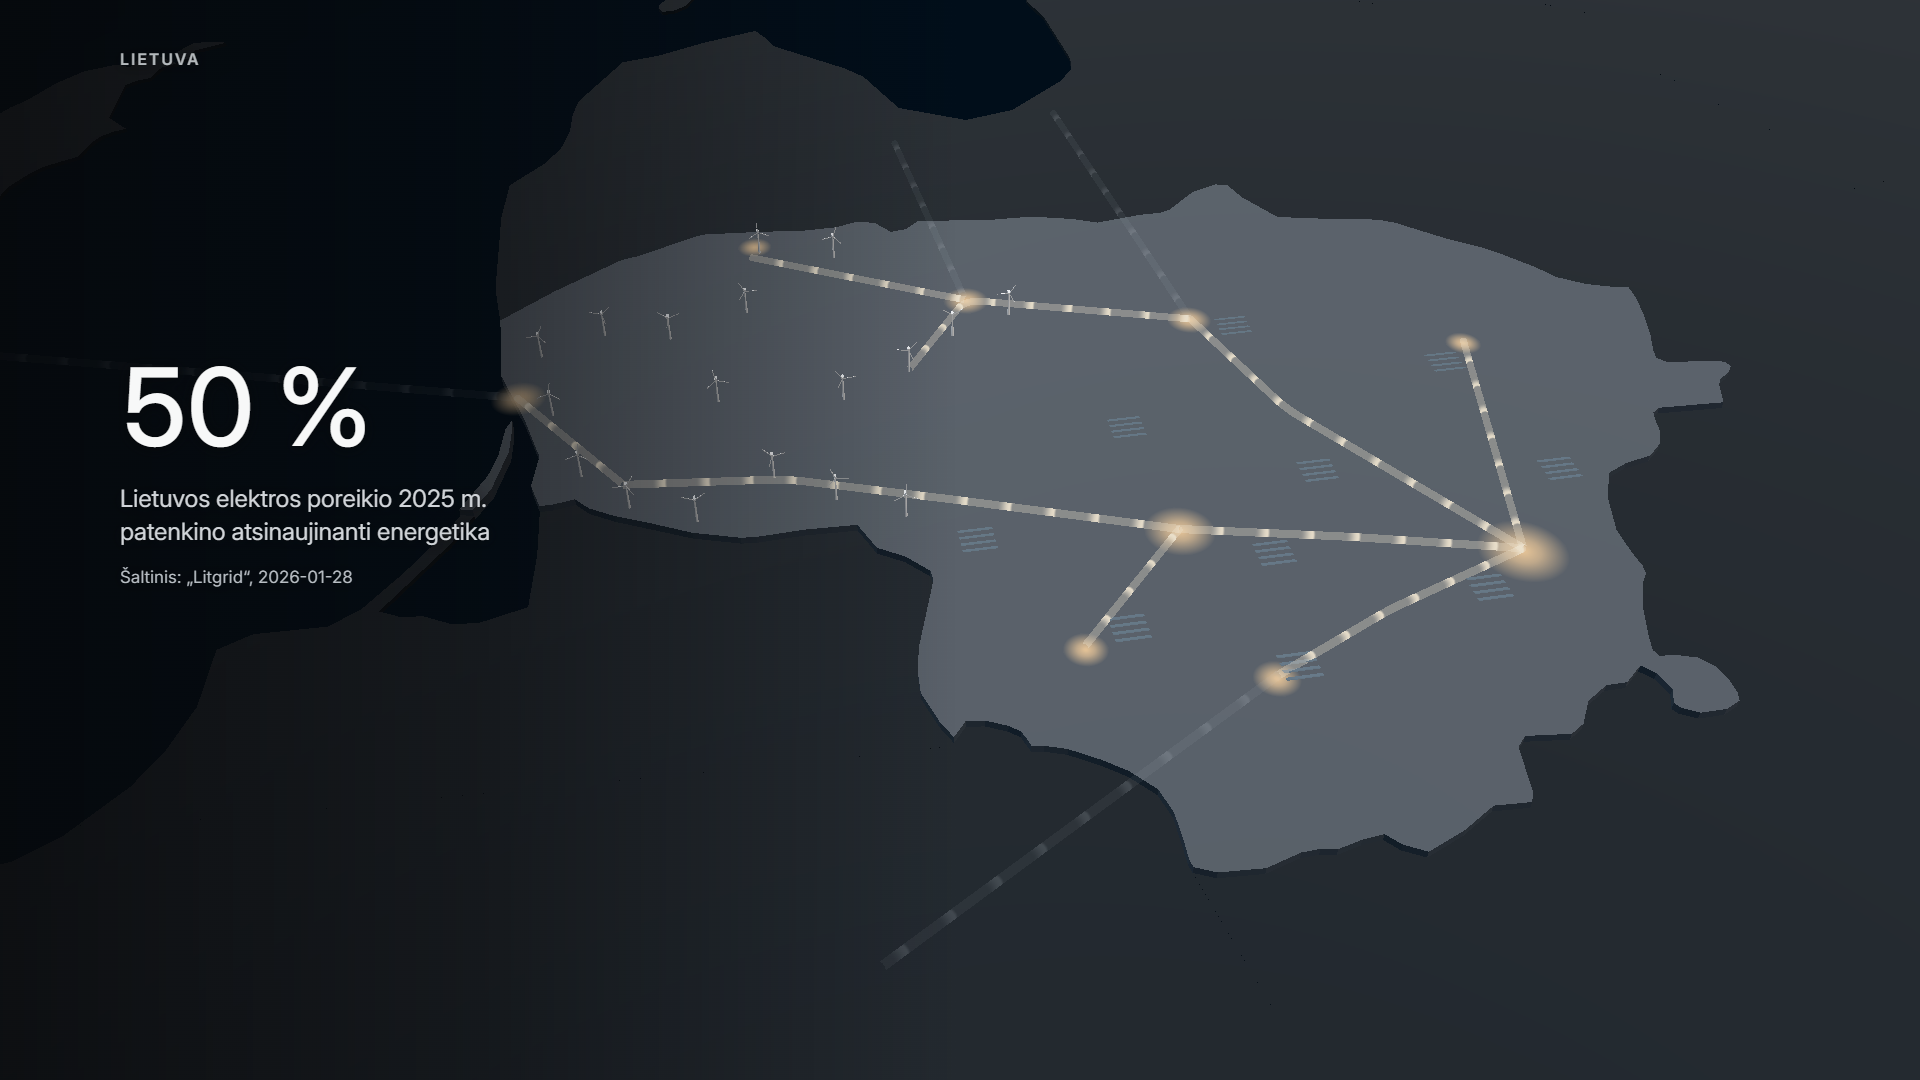 LIETUVA
50 %
Lietuvos elektros poreikio 2025 m.
patenkino atsinaujinanti energetika
Šaltinis: „Litgrid“, 2026-01-28